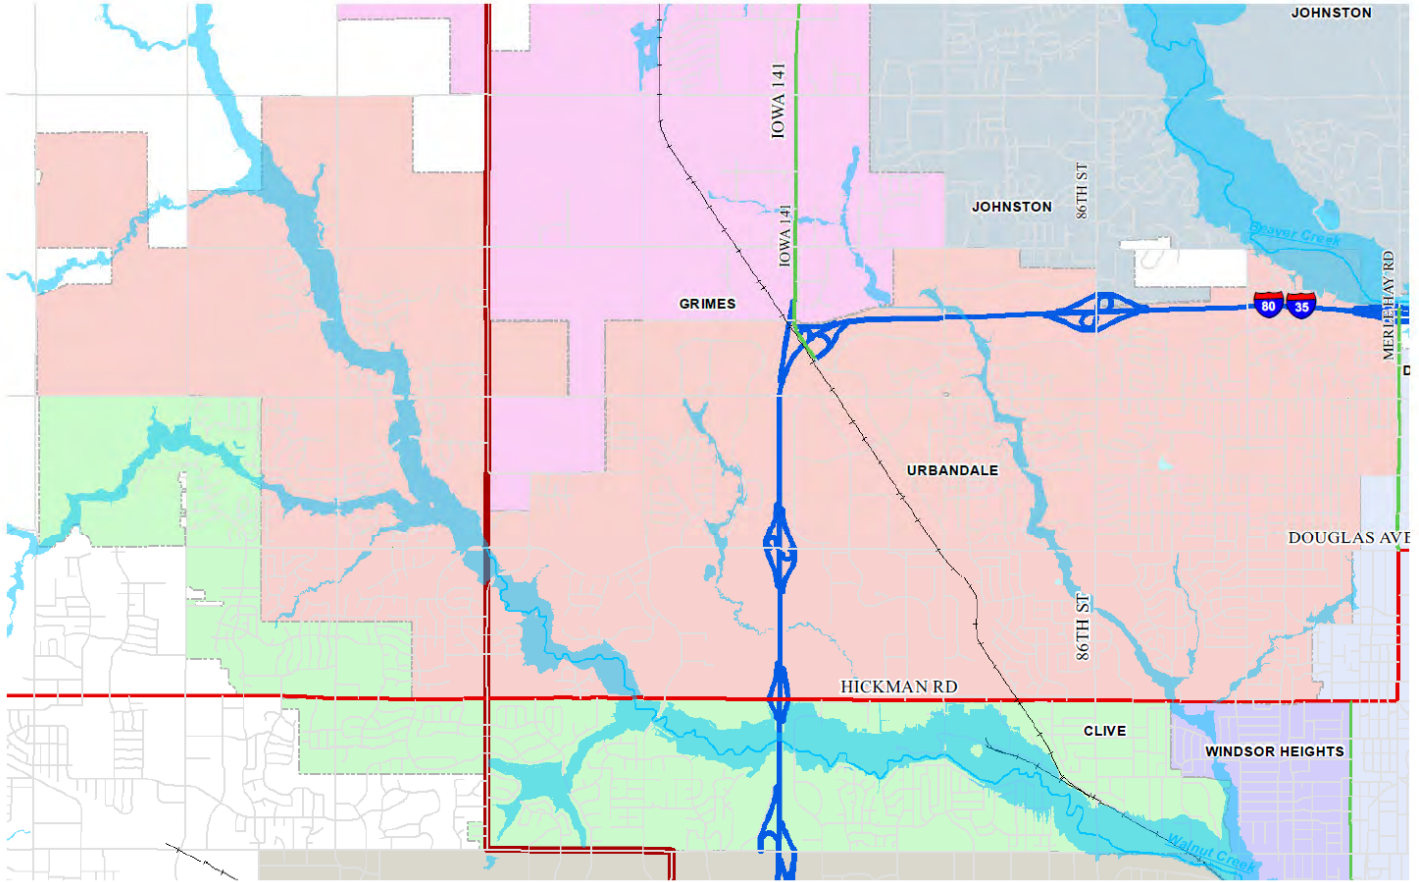 JOHNSTON
IOWA 141
86TH ST
JOHNSTON
IOWA 141
Beaver Creek
MERLE HAY RD
GRIMES
80
35
D
URBANDALE
DOUGLAS AVE
86TH ST
HICKMAN RD
CLIVE
WINDSOR HEIGHTS
Walnut Creek